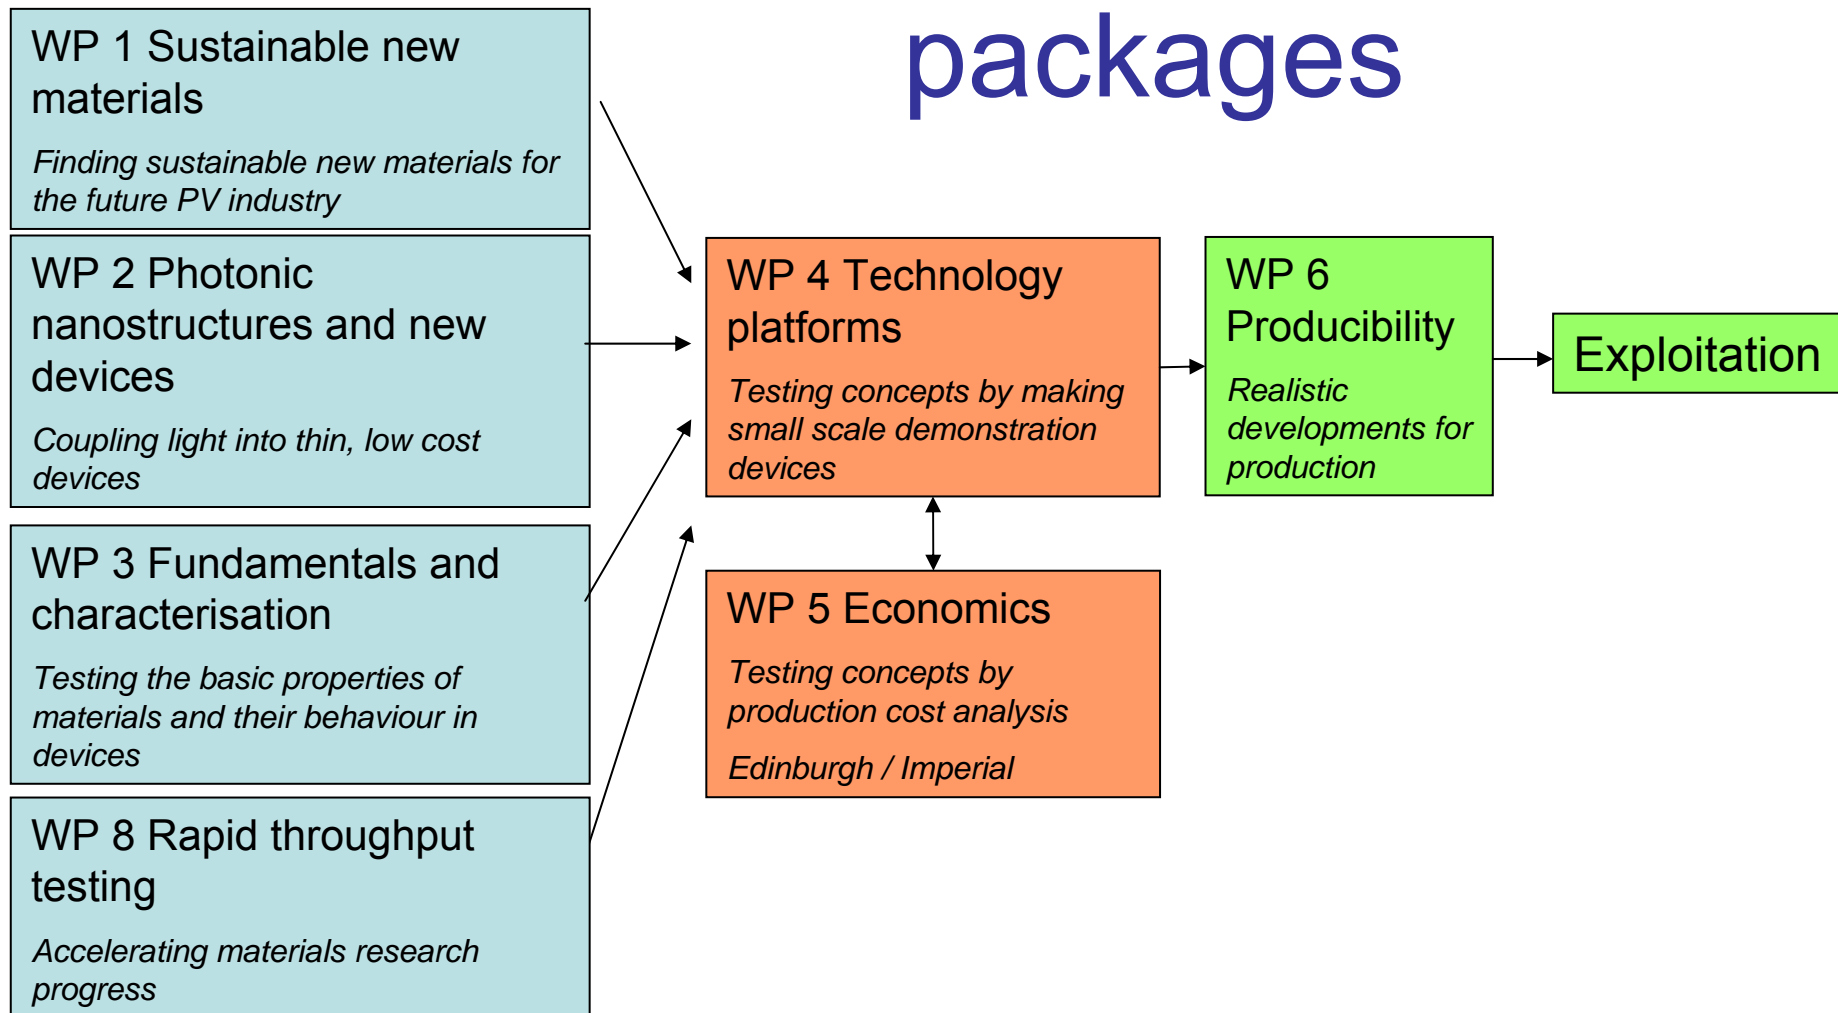 packages
WP 1 Sustainable new
materials
Finding sustainable new materials for
the future PV industry
WP 2 Photonic
nanostructures and new
devices
Coupling light into thin, low cost
devices
WP 3 Fundamentals and
characterisation
Testing the basic properties of
materials and their behaviour in
devices
WP 8 Rapid throughput
testing
Accelerating materials research
progress
WP 4 Technology
platforms
Testing concepts by making
small scale demonstration
devices
WP 5 Economics
Testing concepts by
production cost analysis
Edinburgh / Imperial
WP 6
Producibility
Realistic
developments for
production
Exploitation